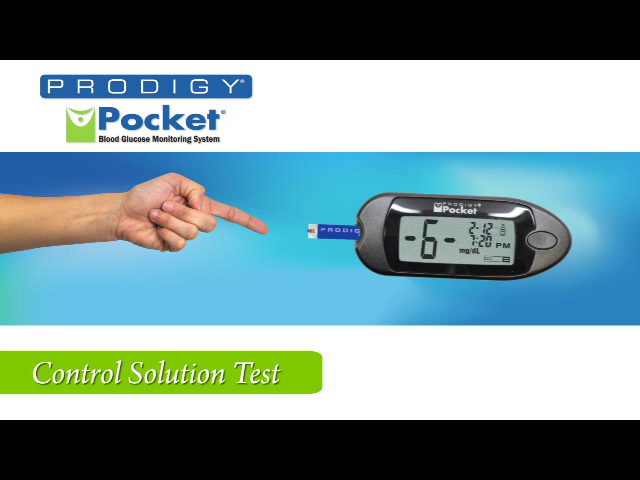 PRODIGY®
Pocket®
Blood Glucose Monitoring System
PRODIGY®
Pocket
PRODIG
-6-
2-12
7:20 PM
mg/dL
Control Solution Test